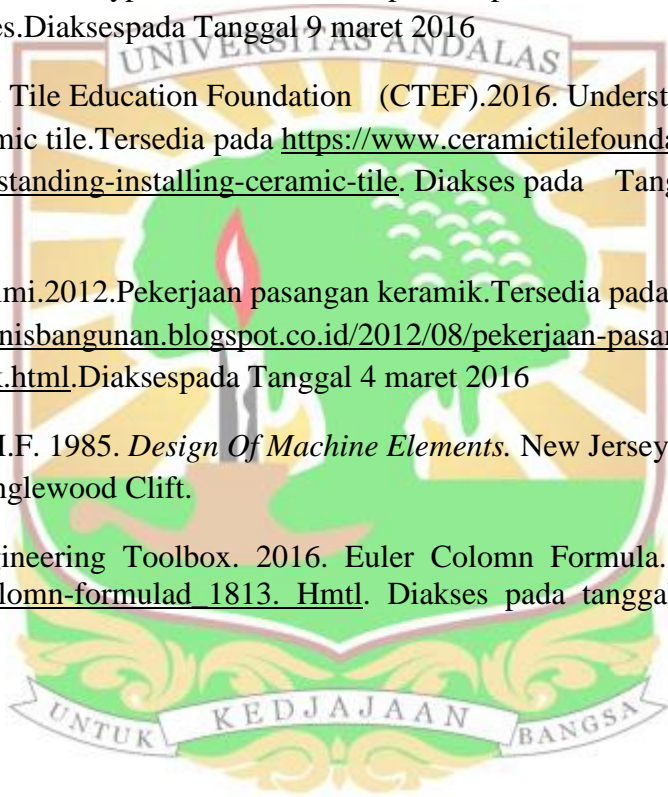 es.Diaksespada Tanggal 9 maret 2016
UNIVERSITAS ANDALAS
Tile Education Foundation (CTEF).2016. Underst
mic tile.Tersedia pada https://www.ceramictilefounda
standing-installing-ceramic-tile. Diakses pada Tang
mi.2012.Pekerjaan pasangan keramik.Tersedia pada
nisbangunan.blogspot.co.id/2012/08/pekerjaan-pasan
.html.Diaksespada Tanggal 4 maret 2016
.F. 1985. Design Of Machine Elements. New Jersey
nglewood Clift.
gineering Toolbox. 2016. Euler Colomn Formula.
lomn-formulad_1813. Hmtl. Diakses pada tangga
UNTUK KEDJAJAAN BANGSA